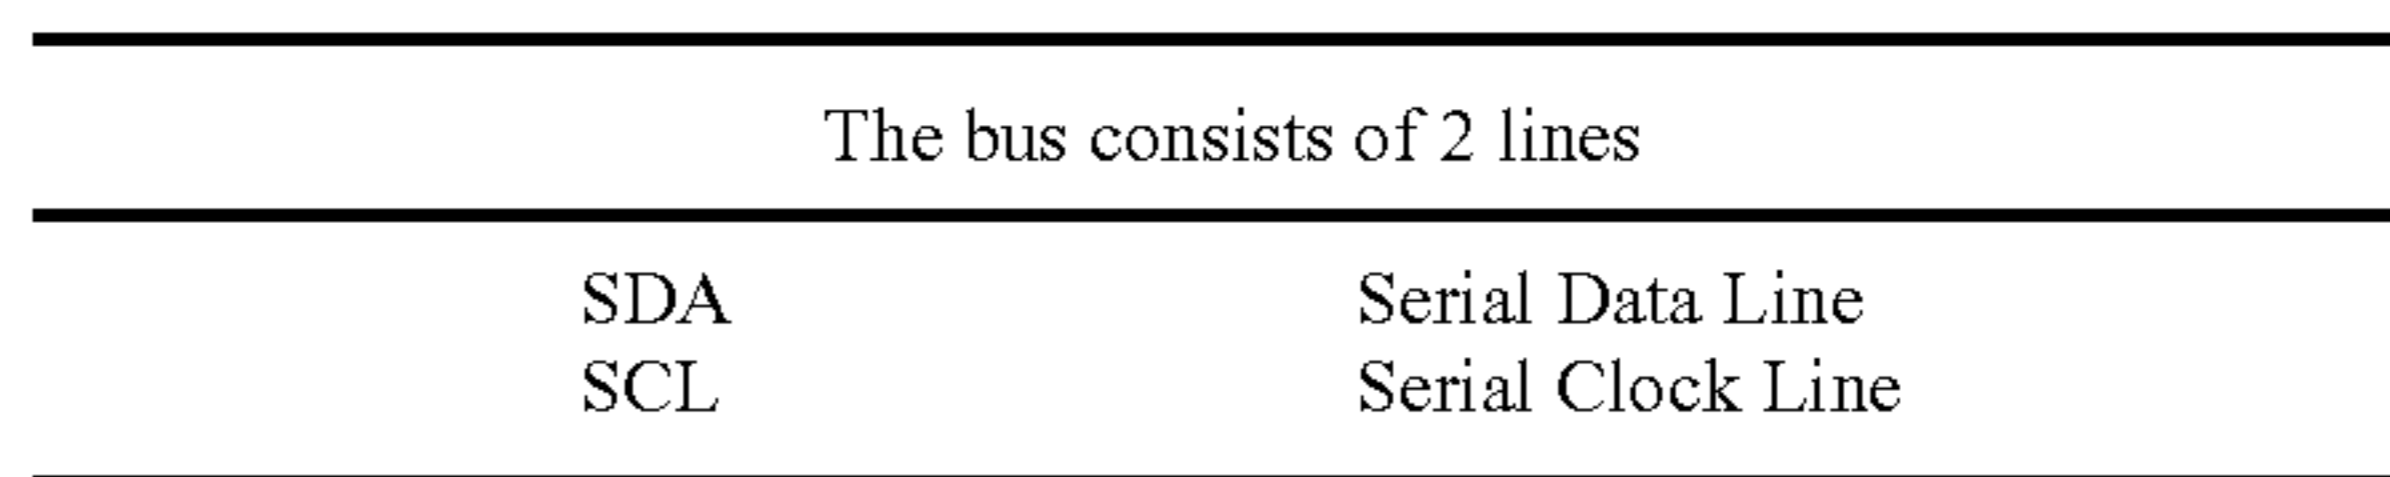 The bus consists of 2 lines
SDA Serial Data Line
SCL Serial Clock Line